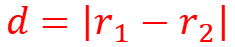 d = |r₁ − r₂|